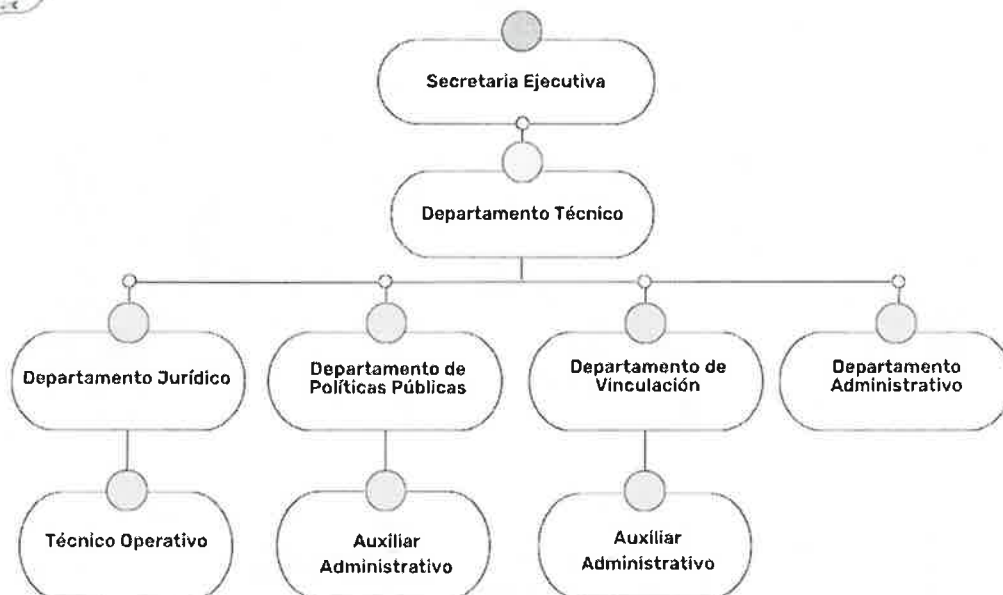 Secretaria Ejecutiva
Departamento Técnico
Departamento Jurídico
Departamento de
Políticas Públicas
Departamento de
Vinculación
Departamento
Administrativo
Técnico Operativo
Auxiliar
Administrativo
Auxiliar
Administrativo